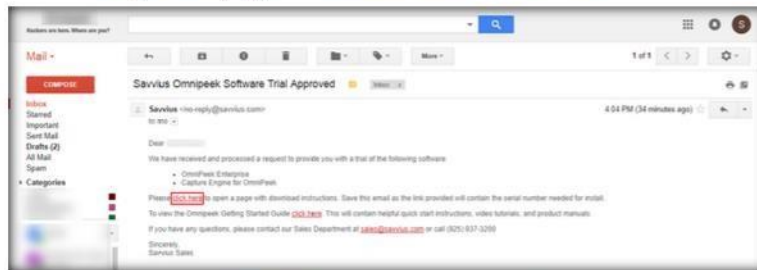 Rockers are born. Where are you?
Mail
More
1 of 1
S
COMPOSE
Savvius Omnipeek Software Trial Approved
Inbox x
Inbox
Starred
Important
Sent Mail
Drafts (2)
All Mail
Spam
Categories
Savvius <no-reply@savvius.com>
4:04 PM (34 minutes ago)
to me
Dear
We have received and processed a request to provide you with a trial of the following software
• OmniPeek Enterprise
• Capture Engine for OmniPeek
Please click here to open a page with download instructions. Save this email as the link provided will contain the serial number needed for install.
To view the Omnipeek Getting Started Guide click here. This will contain helpful quick start instructions, video tutorials, and product manuals
If you have any questions, please contact our Sales Department at sales@savvius.com or call (925) 937-3200
Sincerely,
Savvius Sales